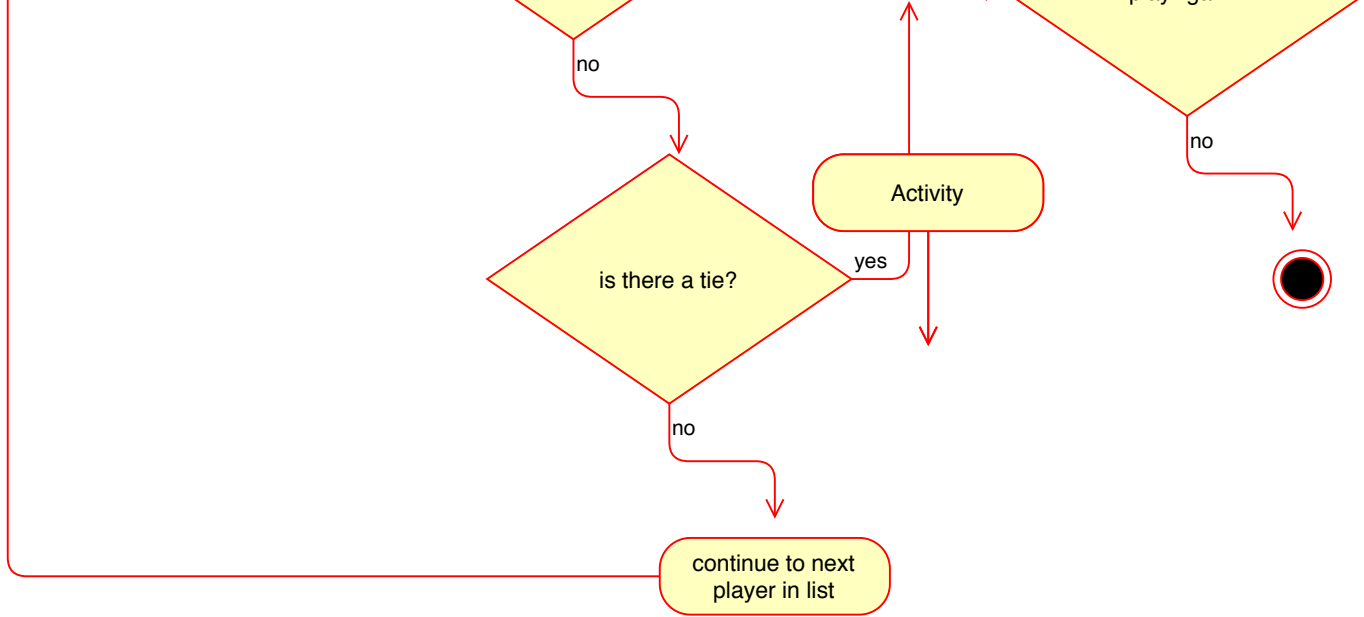 no
no
Activity
yes
is there a tie?
no
continue to next
player in list